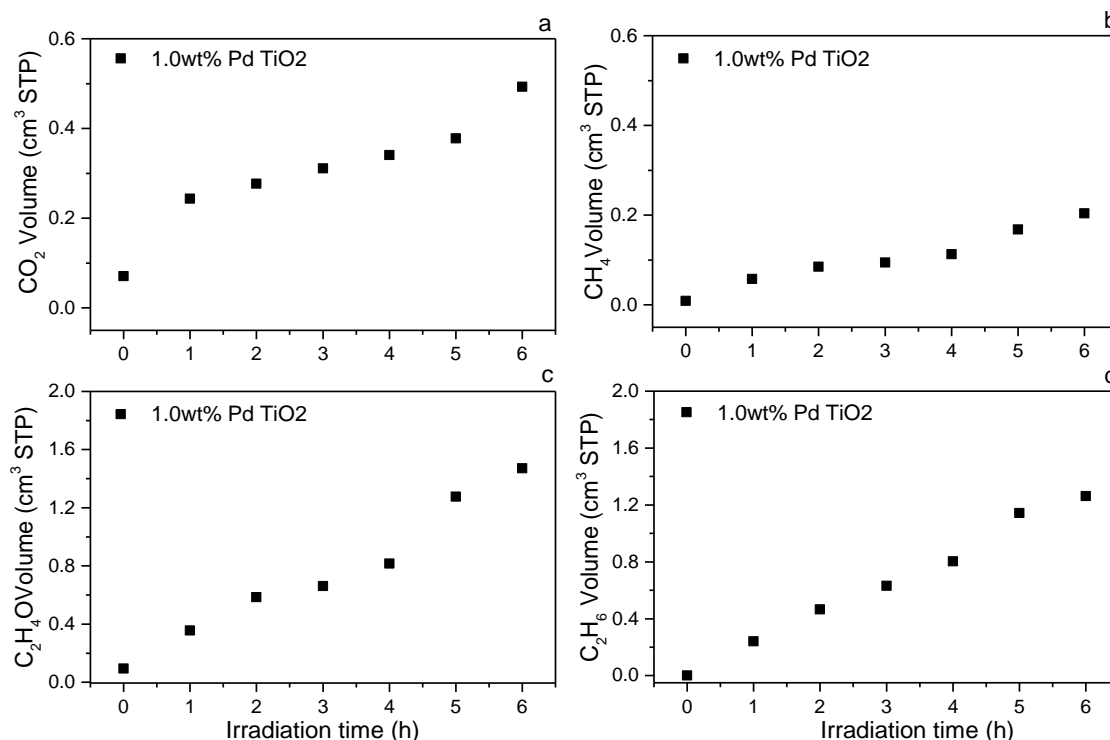 a
0.6
1.0wt% Pd TiO2
0.4
0.2
0.0
CO₂ Volume (cm³ STP)
0 1 2 3 4 5 6
0.6
1.0wt% Pd TiO2
0.4
0.2
0.0
CH₄Volume (cm³ STP)
0 1 2 3 4 5 6
c
2.0
1.0wt% Pd TiO2
1.6
1.2
0.8
0.4
0.0
C₂H₄OVolume (cm³ STP)
0 1 2 3 4 5 6
Irradiation time (h)
2.0
1.0wt% Pd TiO2
1.6
1.2
0.8
0.4
0.0
C₂H₆ Volume (cm³ STP)
0 1 2 3 4 5 6
Irradiation time (h)